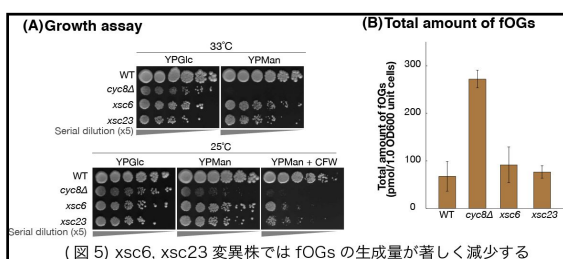 (A)Growth assay
33℃
YPGlc YPMan
WT
cyc8Δ
xsc6
xsc23
Serial dilution (x5)
25℃
YPGlc YPMan YPMan + CFW
WT
cyc8Δ
xsc6
xsc23
Serial dilution (x5)
(B)Total amount of fOGs
Total amount of fOGs
(pmol/1.0 OD600 unit cells)
300
200
100
0
WT cyc8Δ xsc6 xsc23
(図5) xsc6, xsc23 変異株では fOGs の生成量が著しく減少する